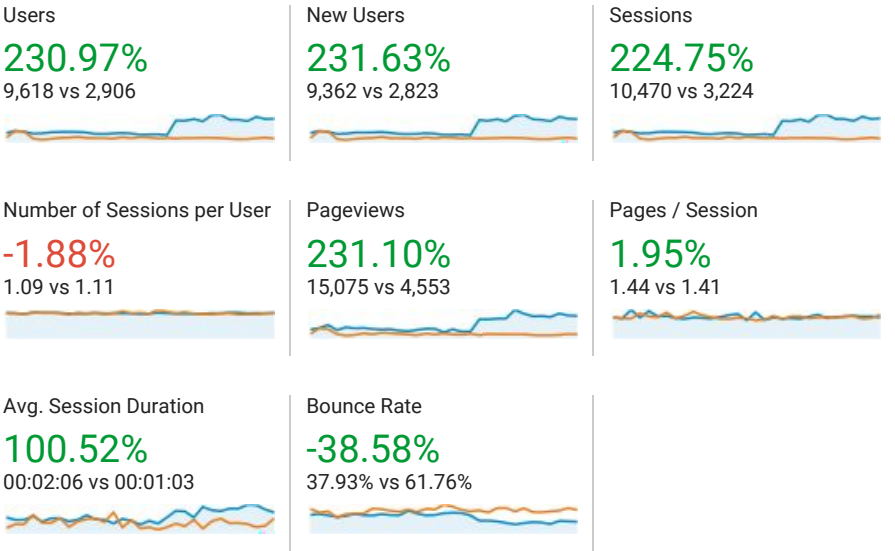 Users
230.97%
9,618 vs 2,906
New Users
231.63%
9,362 vs 2,823
Sessions
224.75%
10,470 vs 3,224
Number of Sessions per User
-1.88%
1.09 vs 1.11
Pageviews
231.10%
15,075 vs 4,553
Pages / Session
1.95%
1.44 vs 1.41
Avg. Session Duration
100.52%
00:02:06 vs 00:01:03
Bounce Rate
-38.58%
37.93% vs 61.76%